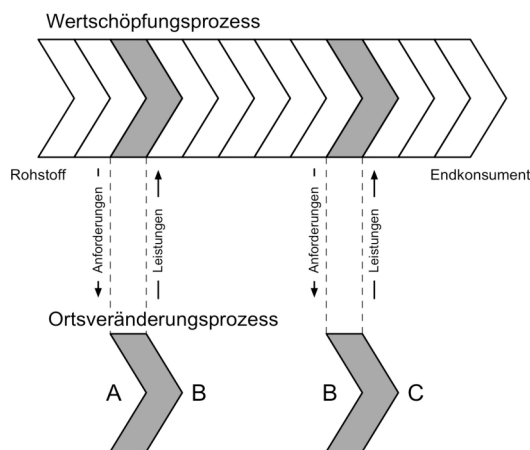 Wertschöpfungsprozess
Rohstoff
Endkonsument
Anforderungen
Leistungen
Anforderungen
Leistungen
Ortsveränderungsprozess
A
B
B
C